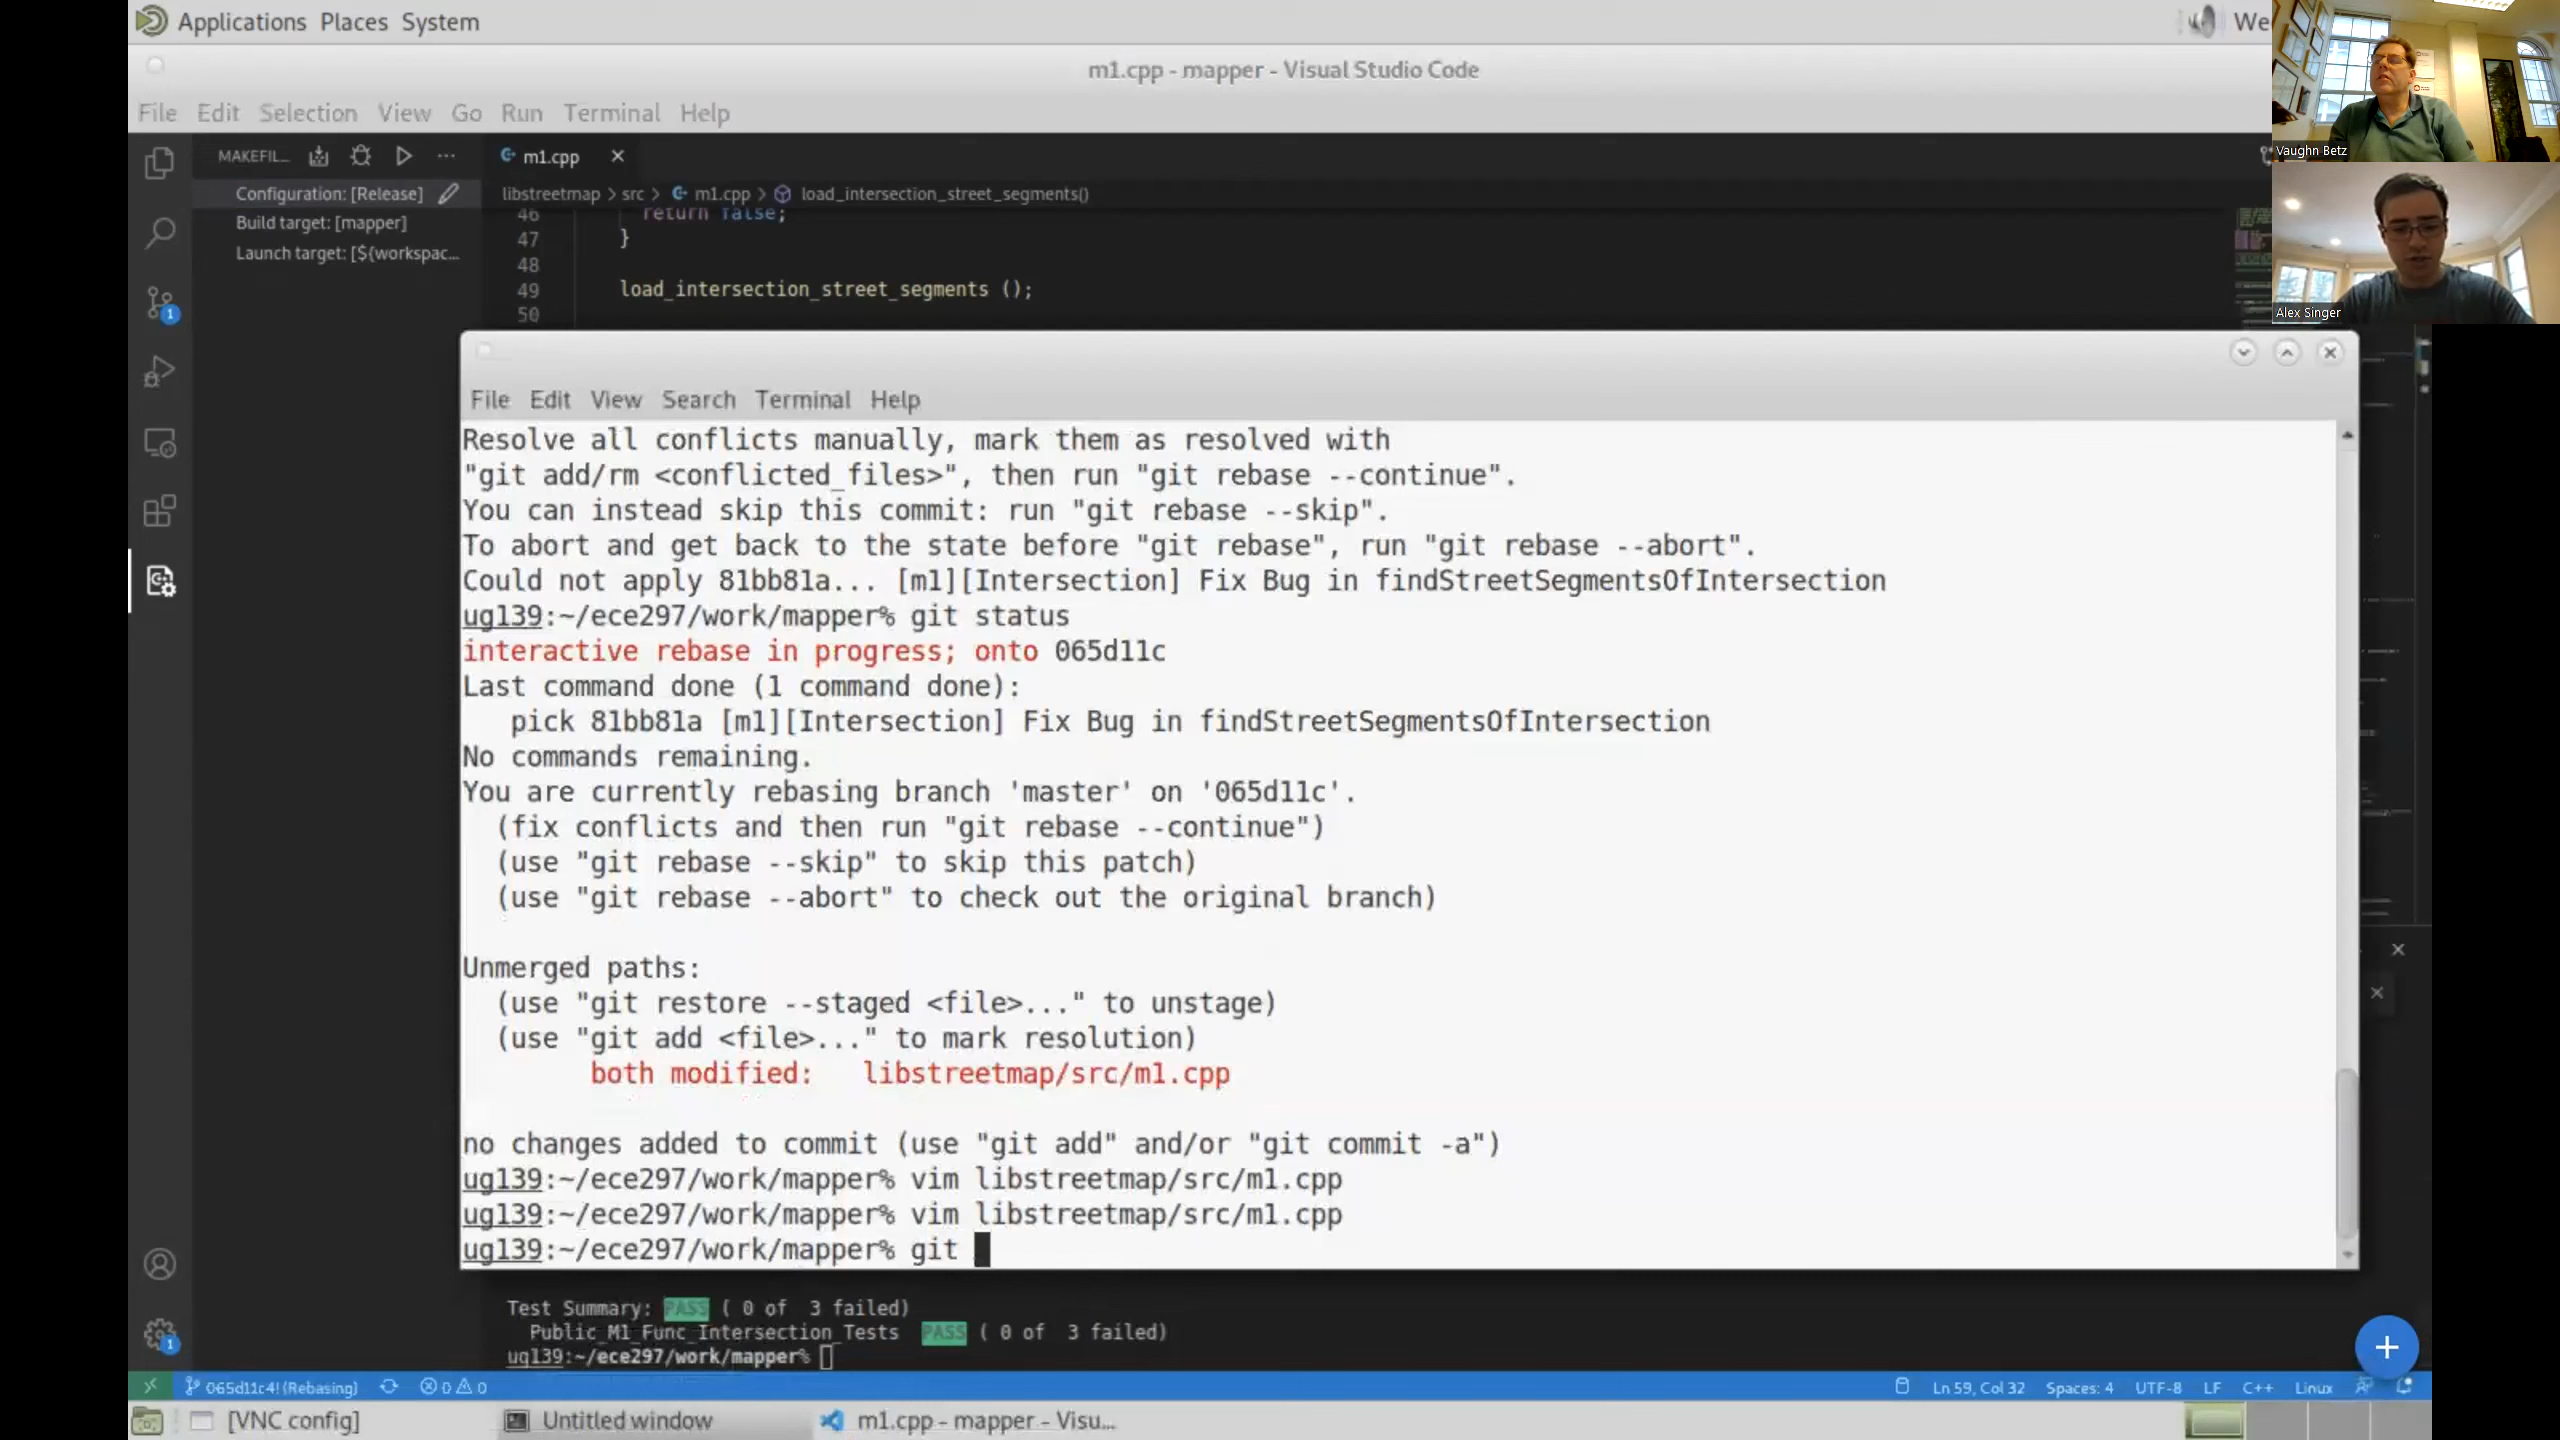 Applications Places System
We
m1.cpp - mapper - Visual Studio Code
File Edit Selection View Go Run Terminal Help
MAKEFIL...
m1.cpp
Configuration: [Release]
libstreetmap > src > m1.cpp > load_intersection_street_segments()
Build target: [mapper]
Launch target: [${workspac...
46 return false;
47 }
48
49 load_intersection_street_segments ();
50
Vaughn Betz
Alex Singer
File Edit View Search Terminal Help
Resolve all conflicts manually, mark them as resolved with
"git add/rm <conflicted_files>", then run "git rebase --continue".
You can instead skip this commit: run "git rebase --skip".
To abort and get back to the state before "git rebase", run "git rebase --abort".
Could not apply 81bb81a... [m1][Intersection] Fix Bug in findStreetSegmentsOfIntersection
ug139:~/ece297/work/mapper% git status
interactive rebase in progress; onto 065d11c
Last command done (1 command done):
pick 81bb81a [m1][Intersection] Fix Bug in findStreetSegmentsOfIntersection
No commands remaining.
You are currently rebasing branch 'master' on '065d11c'.
(fix conflicts and then run "git rebase --continue")
(use "git rebase --skip" to skip this patch)
(use "git rebase --abort" to check out the original branch)
Unmerged paths:
(use "git restore --staged <file>..." to unstage)
(use "git add <file>..." to mark resolution)
both modified: libstreetmap/src/m1.cpp
no changes added to commit (use "git add" and/or "git commit -a")
ug139:~/ece297/work/mapper% vim libstreetmap/src/m1.cpp
ug139:~/ece297/work/mapper% vim libstreetmap/src/m1.cpp
ug139:~/ece297/work/mapper% git
Test Summary: PASS ( 0 of 3 failed)
Public_M1_Func_Intersection_Tests PASS ( 0 of 3 failed)
ug139:~/ece297/work/mapper%
065d11c4! (Rebasing) 0 0
Ln 59, Col 32 Spaces: 4 UTF-8 LF C++ Linux
[VNC config] Untitled window m1.cpp - mapper - Visu...
1
1